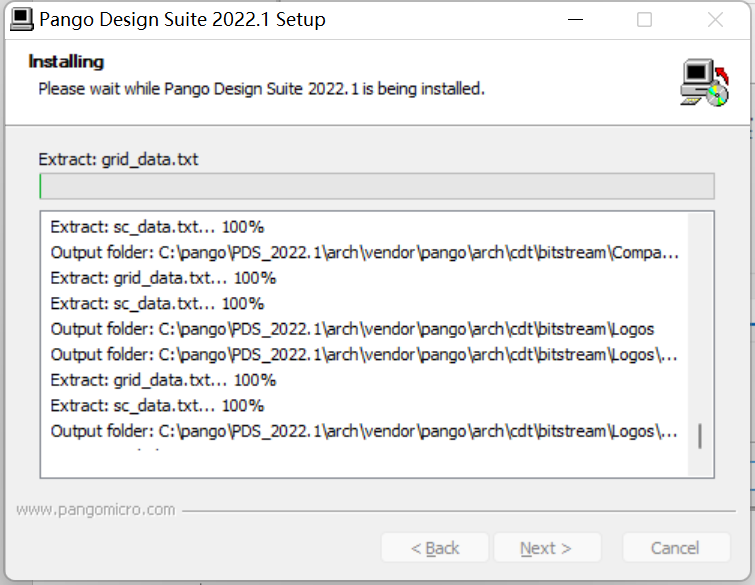 Pango Design Suite 2022.1 Setup
Installing
Please wait while Pango Design Suite 2022.1 is being installed.
Extract: grid_data.txt
Extract: sc_data.txt... 100%
Output folder: C:\pango\PDS_2022.1\arch\vendor\pango\arch\cdt\bitstream\Compa...
Extract: grid_data.txt... 100%
Extract: sc_data.txt... 100%
Output folder: C:\pango\PDS_2022.1\arch\vendor\pango\arch\cdt\bitstream\Logos
Output folder: C:\pango\PDS_2022.1\arch\vendor\pango\arch\cdt\bitstream\Logos\...
Extract: grid_data.txt... 100%
Extract: sc_data.txt... 100%
Output folder: C:\pango\PDS_2022.1\arch\vendor\pango\arch\cdt\bitstream\Logos\...
www.pangomicro.com
< Back Next > Cancel